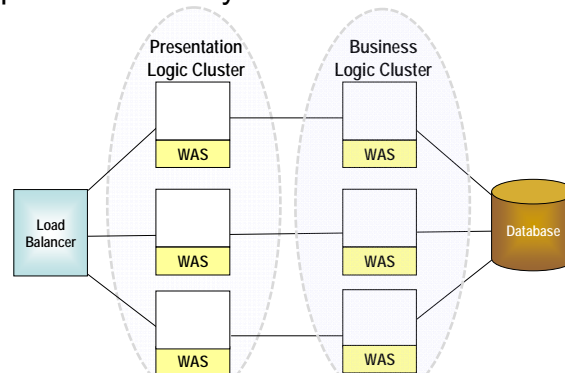 Presentation
Logic Cluster
Business
Logic Cluster
WAS
WAS
Load
Balancer
WAS
WAS
Database
WAS
WAS